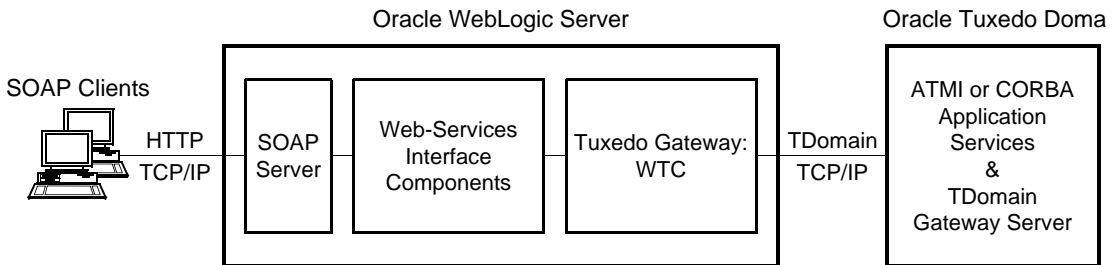 Oracle WebLogic Server
Oracle Tuxedo Doma
SOAP Clients
HTTP
TCP/IP
SOAP
Server
Web-Services
Interface
Components
Tuxedo Gateway:
WTC
TDomain
TCP/IP
ATMI or CORBA
Application
Services
&
TDomain
Gateway Server